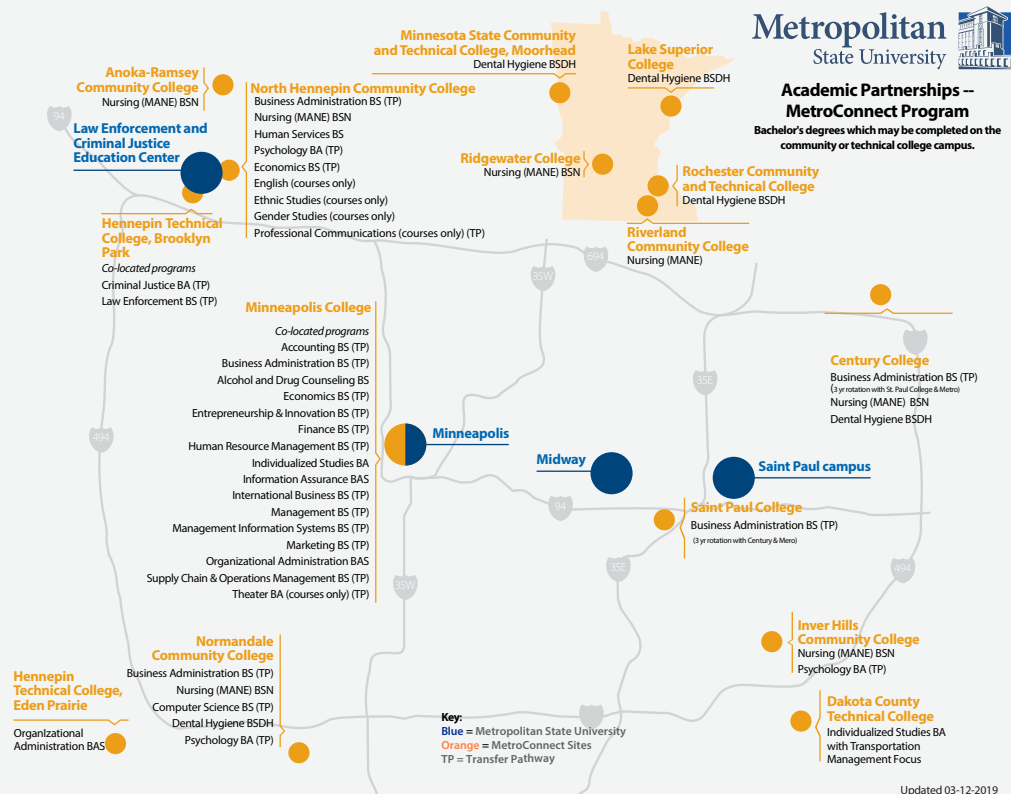 Metropolitan
State University
Academic Partnerships --
MetroConnect Program
Bachelor's degrees which may be completed on the
community or technical college campus.
Minnesota State Community
and Technical College, Moorhead
Dental Hygiene BSDH
Lake Superior
College
Dental Hygiene BSDH
Anoka-Ramsey
Community College
Nursing (MANE) BSN
North Hennepin Community College
Business Administration BS (TP)
Nursing (MANE) BSN
Human Services BS
Psychology BA (TP)
Economics BS (TP)
English (courses only)
Ethnic Studies (courses only)
Gender Studies (courses only)
Professional Communications (courses only) (TP)
94
Law Enforcement and
Criminal Justice
Education Center
Ridgewater College
Nursing (MANE) BSN
Rochester Community
and Technical College
Dental Hygiene BSDH
Riverland
Community College
Nursing (MANE)
Hennepin Technical
College, Brooklyn
Park
Co-located programs
Criminal Justice BA (TP)
Law Enforcement BS (TP)
694
35W
Minneapolis College
Co-located programs
Accounting BS (TP)
Business Administration BS (TP)
Alcohol and Drug Counseling BS
Economics BS (TP)
Entrepreneurship & Innovation BS (TP)
Finance BS (TP)
Human Resource Management BS (TP)
Individualized Studies BA
Information Assurance BAS
International Business BS (TP)
Management BS (TP)
Management Information Systems BS (TP)
Marketing BS (TP)
Organizational Administration BAS
Supply Chain & Operations Management BS (TP)
Theater BA (courses only) (TP)
Century College
Business Administration BS (TP)
(3 yr rotation with St. Paul College & Metro)
Nursing (MANE) BSN
Dental Hygiene BSDH
35E
494
Minneapolis
Midway
Saint Paul campus
94
Saint Paul College
Business Administration BS (TP)
(3 yr rotation with Century & Mero)
35W
35E
494
Inver Hills
Community College
Nursing (MANE) BSN
Psychology BA (TP)
Normandale
Community College
Business Administration BS (TP)
Nursing (MANE) BSN
Computer Science BS (TP)
Dental Hygiene BSDH
Psychology BA (TP)
Hennepin
Technical College,
Eden Prairie
Organlzational
Administration BAS
Dakota County
Technical College
Individualized Studies BA
with Transportation
Management Focus
Key:
Blue = Metropolitan State University
Orange = MetroConnect Sites
TP = Transfer Pathway
Updated 03-12-2019